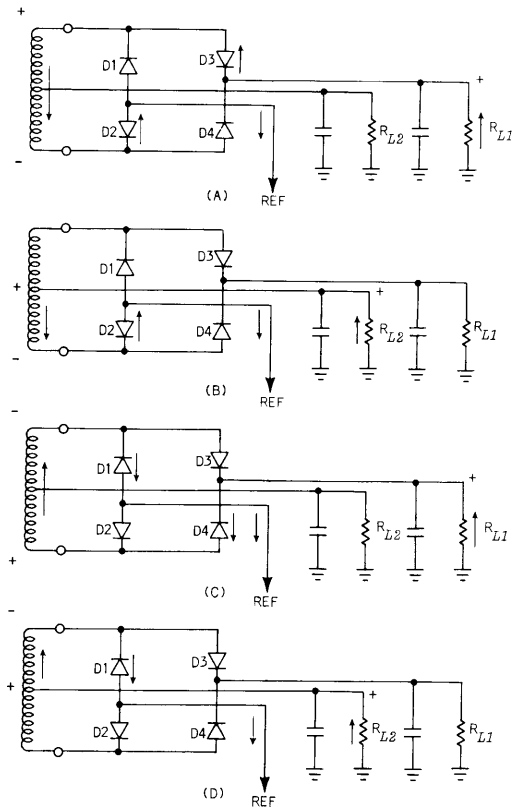 +
D1
D3
+
D2
D4
R_L2
R_L1
-
(A)
REF
D1
D3
+
+
D2
D4
R_L2
R_L1
-
(B)
REF
-
D1
D3
+
D2
D4
R_L2
R_L1
+
(C)
REF
-
D1
D3
+
+
D2
D4
R_L2
R_L1
(D)
REF